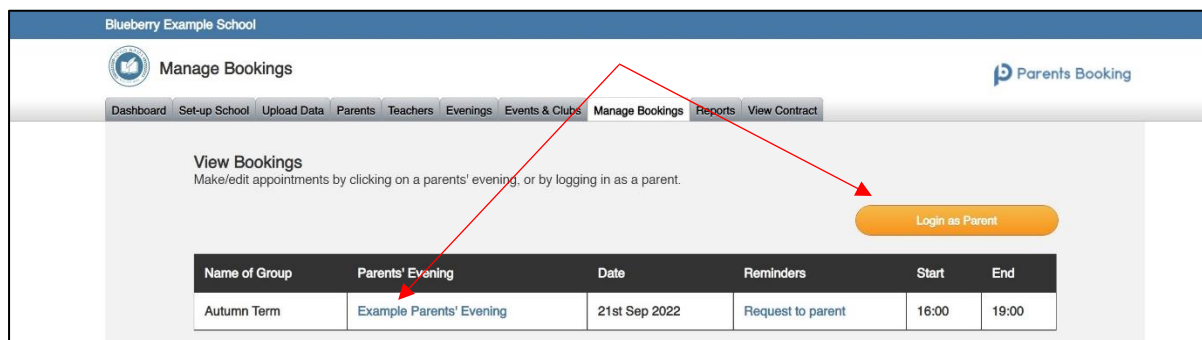 Blueberry Example School
Manage Bookings
Parents Booking
Dashboard Set-up School Upload Data Parents Teachers Evenings Events & Clubs Manage Bookings Reports View Contract
View Bookings
Make/edit appointments by clicking on a parents' evening, or by logging in as a parent.
Login as Parent
Name of Group Parents' Evening Date Reminders Start End
Autumn Term Example Parents' Evening 21st Sep 2022 Request to parent 16:00 19:00